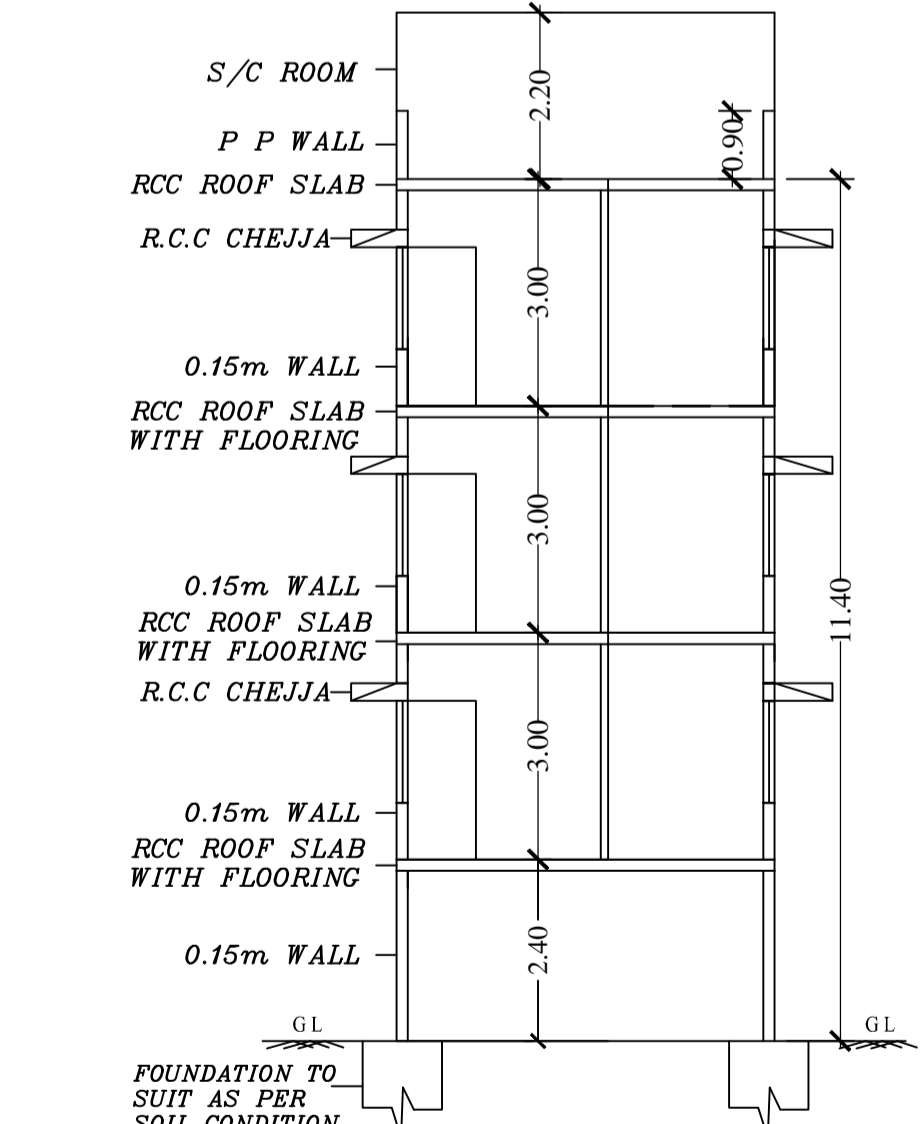 2.20
S/C ROOM
0.90
P P WALL
RCC ROOF SLAB
R.C.C CHEJJA
3.00
0.15m WALL
RCC ROOF SLAB
WITH FLOORING
3.00
0.15m WALL
11.40
RCC ROOF SLAB
WITH FLOORING
R.C.C CHEJJA
3.00
0.15m WALL
RCC ROOF SLAB
WITH FLOORING
2.40
0.15m WALL
GL
GL
FOUNDATION TO
SUIT AS PER
SOIL CONDITION